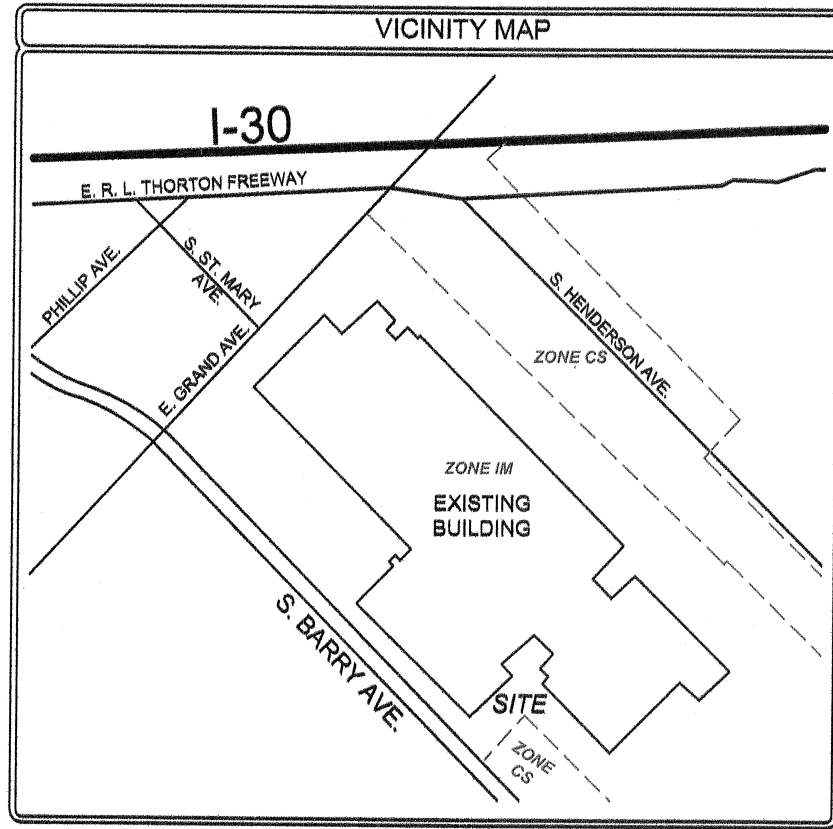 VICINITY MAP
I-30
E. R. L. THORTON FREEWAY
PHILLIP AVE.
S. ST. MARY
AVE.
E. GRAND AVE.
S. HENDERSON AVE.
ZONE CS
ZONE IM
EXISTING
BUILDING
S. BARRY AVE.
SITE
ZONE
CS